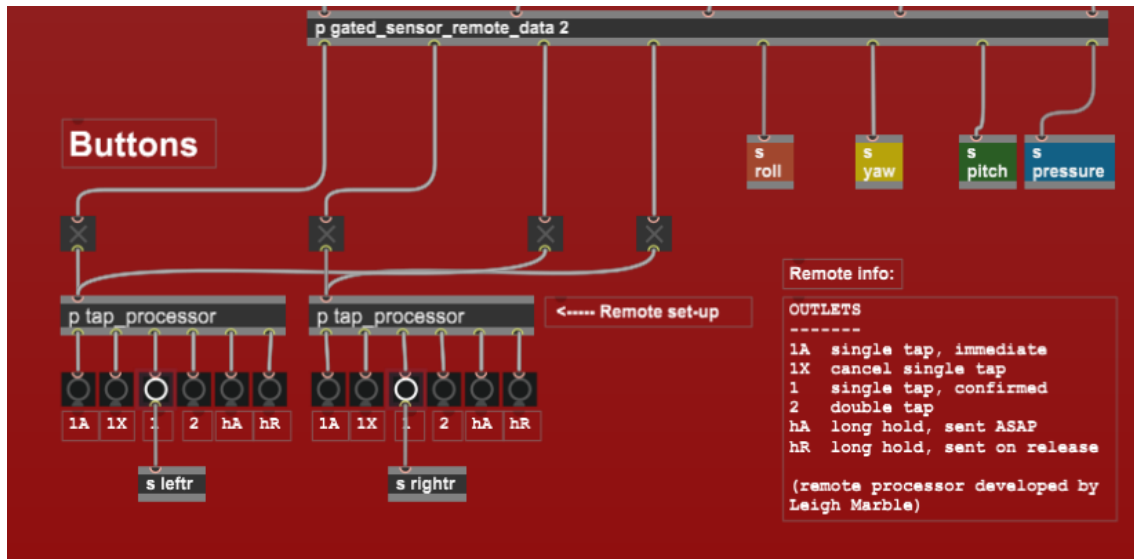 p gated_sensor_remote_data 2
Buttons
s roll
s yaw
s pitch
s pressure
p tap_processor
p tap_processor
<----- Remote set-up
1A 1X 1 2 hA hR
1A 1X 1 2 hA hR
s leftr
s rightr
Remote info:
OUTLETS
-------
1A single tap, immediate
1X cancel single tap
1 single tap, confirmed
2 double tap
hA long hold, sent ASAP
hR long hold, sent on release
(remote processor developed by
Leigh Marble)